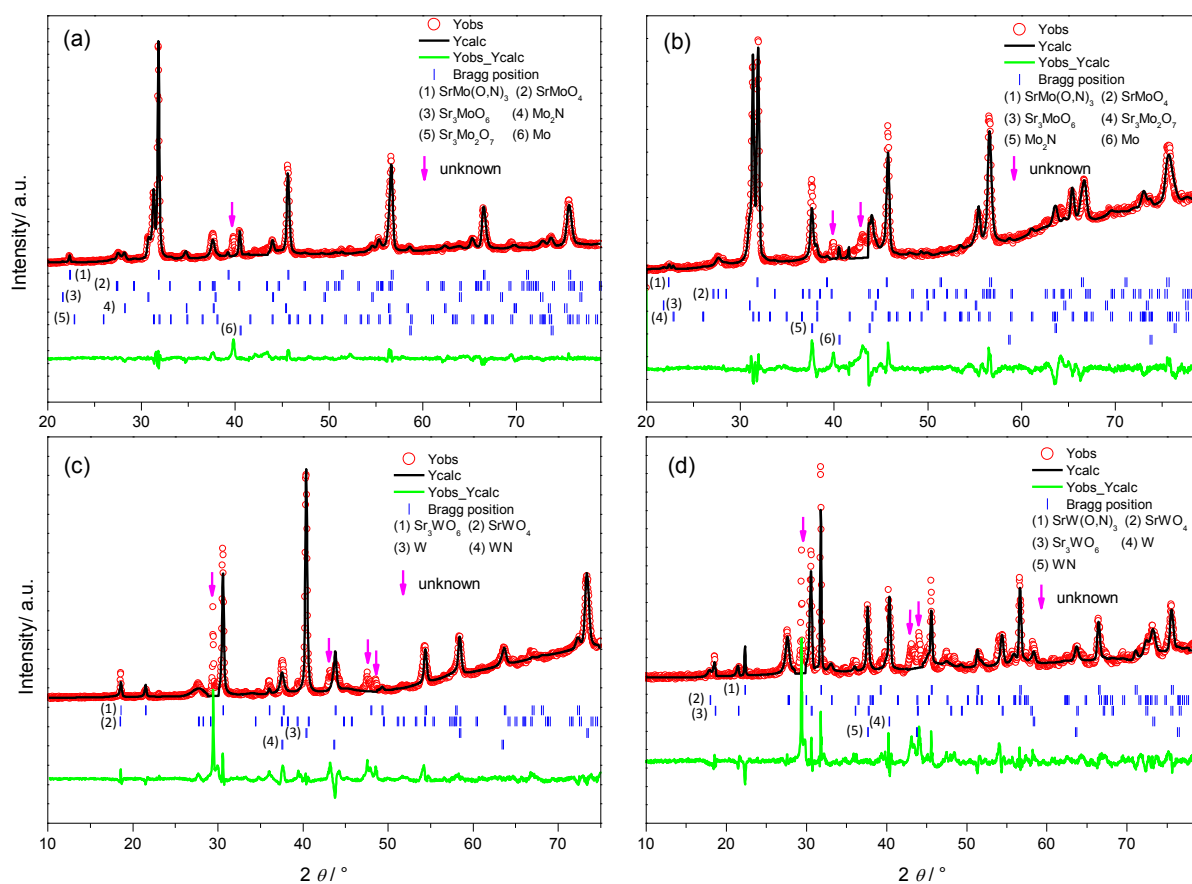 (a)
Yobs
Ycalc
Yobs_Ycalc
Bragg position
(1) SrMo(O,N)₃ (2) SrMoO₄
(3) Sr₃MoO₆ (4) Mo₂N
(5) Sr₃Mo₂O₇ (6) Mo
unknown
Intensity/ a.u.
(1)
(2)
(3)
4)
(5)
(6)
20 30 40 50 60 70
(b)
Yobs
Ycalc
Yobs_Ycalc
Bragg position
(1) SrMo(O,N)₃ (2) SrMoO₄
(3) Sr₃MoO₆ (4) Sr₃Mo₂O₇
(5) Mo₂N (6) Mo
unknown
(1)
(2)
(3)
(4)
(5)
(6)
20 30 40 50 60 70
(c)
Yobs
Ycalc
Yobs_Ycalc
Bragg position
(1) Sr₃WO₆ (2) SrWO₄
(3) W (4) WN
unknown
Intensity/ a.u.
(1)
(2)
(3)
(4)
10 20 30 40 50 60 70
2 θ / °
(d)
Yobs
Ycalc
Yobs_Ycalc
Bragg position
(1) SrW(O,N)₃ (2) SrWO₄
(3) Sr₃WO₆ (4) W
(5) WN
unknown
(1)
(2)
(3)
(4)
(5)
10 20 30 40 50 60 70
2 θ / °